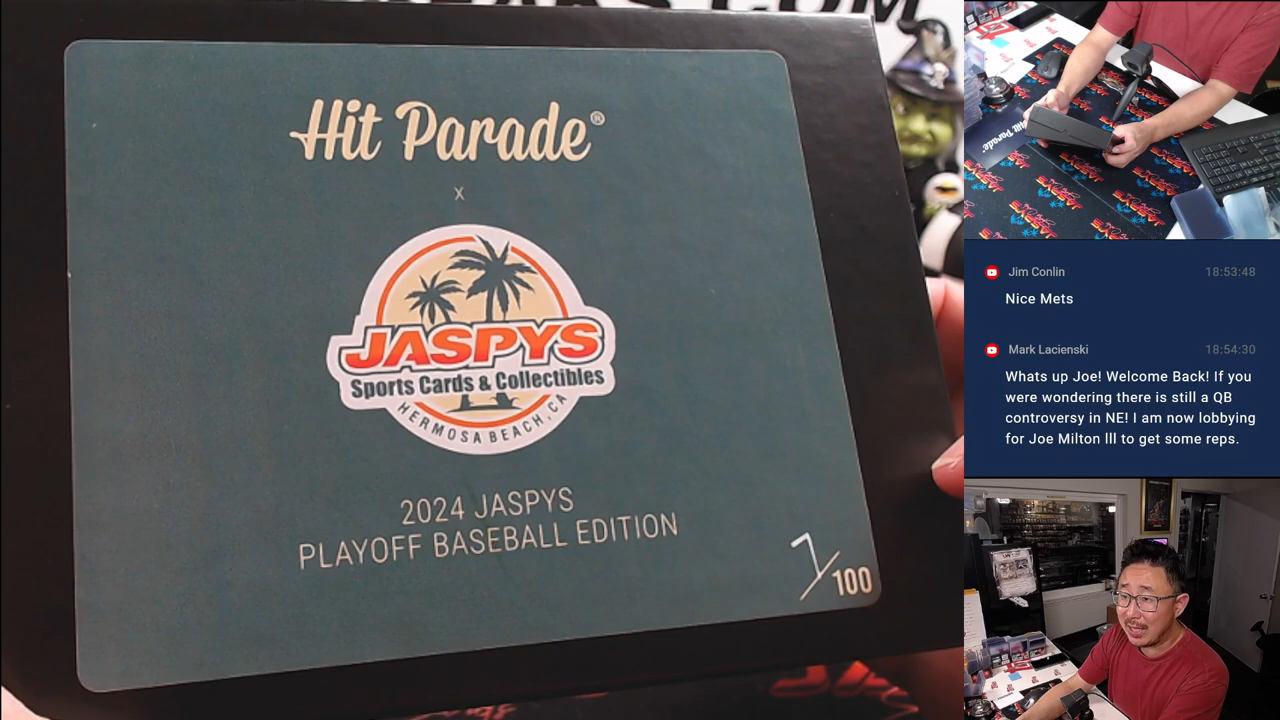 Hit Parade®
X
JASPYS
Sports Cards & Collectibles
HERMOSA BEACH, CA
2024 JASPYS
PLAYOFF BASEBALL EDITION
7/100
Hit Parade
Jim Conlin 18:53:48
Nice Mets
Mark Lacienski 18:54:30
Whats up Joe! Welcome Back! If you
were wondering there is still a QB
controversy in NE! I am now lobbying
for Joe Milton lll to get some reps.